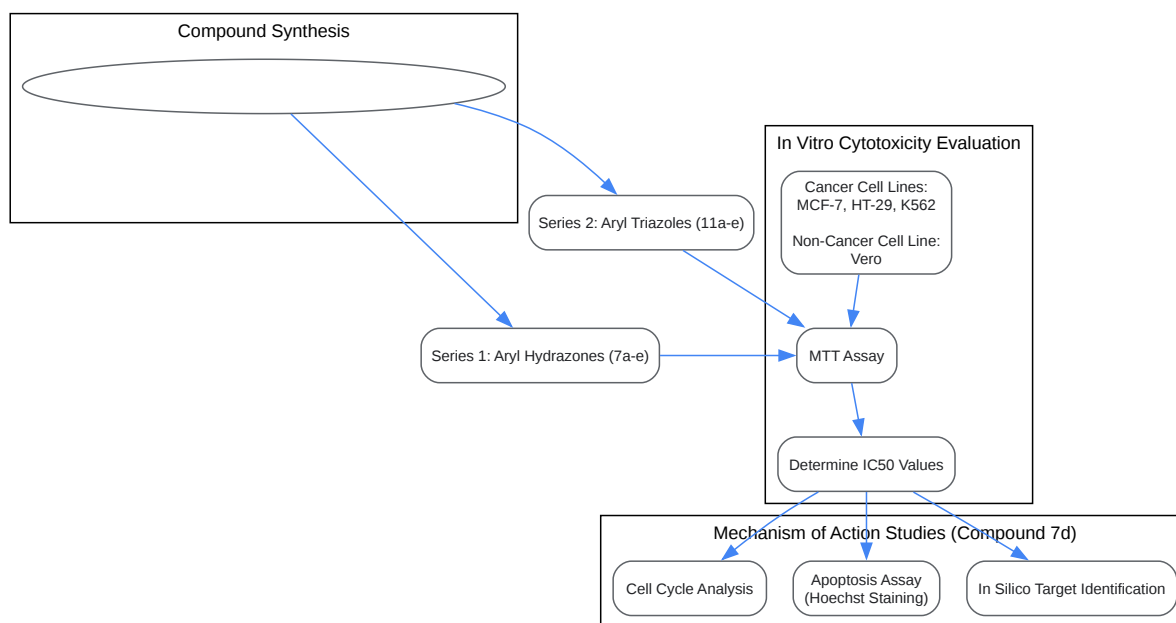 Compound Synthesis
In Vitro Cytotoxicity Evaluation
Cancer Cell Lines:
MCF-7, HT-29, K562
Non-Cancer Cell Line:
Vero
Series 2: Aryl Triazoles (11a-e)
Series 1: Aryl Hydrazones (7a-e)
MTT Assay
Determine IC50 Values
Mechanism of Action Studies (Compound 7d)
Cell Cycle Analysis
Apoptosis Assay
(Hoechst Staining)
In Silico Target Identification